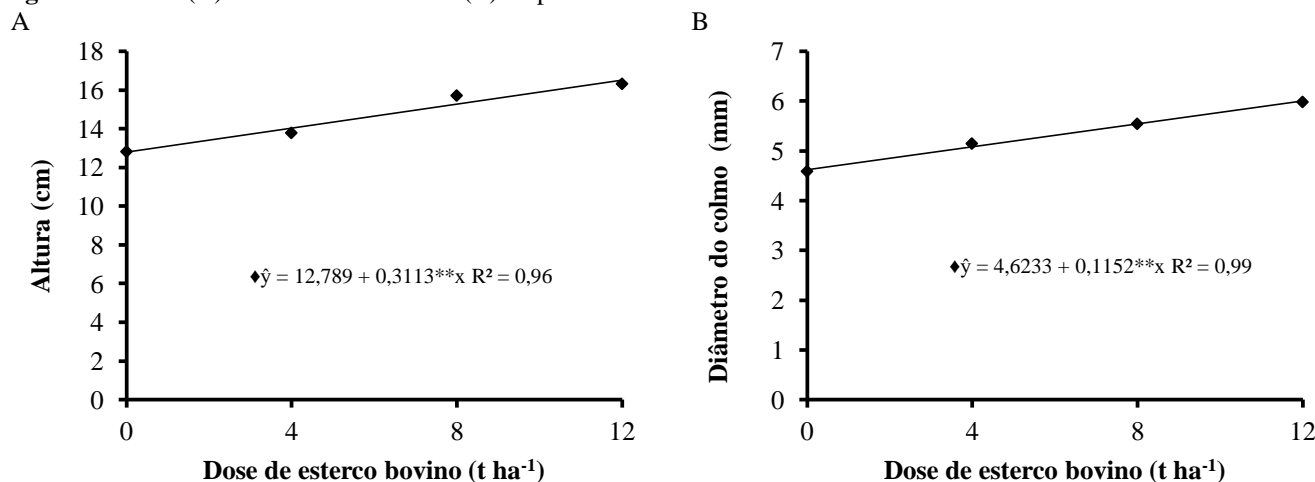 A
18
16
14
12
10
8
6
4
2
0
Altura (cm)
♦ŷ = 12,789 + 0,3113**x R² = 0,96
0 4 8 12
Dose de esterco bovino (t ha⁻¹)
B
7
6
5
4
3
2
1
0
Diâmetro do colmo (mm)
♦ŷ = 4,6233 + 0,1152**x R² = 0,99
0 4 8 12
Dose de esterco bovino (t ha⁻¹)